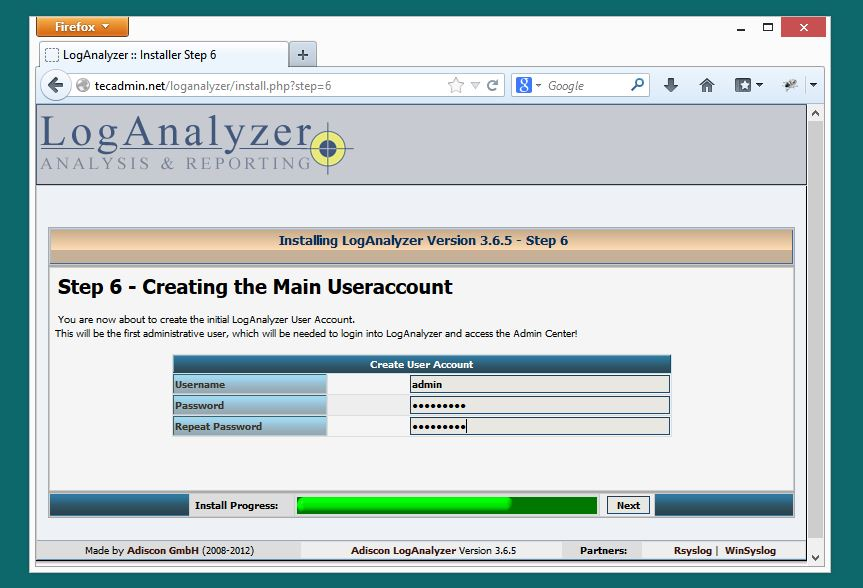 Firefox
LogAnalyzer :: Installer Step 6
+
tecadmin.net/loganalyzer/install.php?step=6
8 Google
LogAnalyzer
ANALYSIS & REPORTING
Installing LogAnalyzer Version 3.6.5 - Step 6
Step 6 - Creating the Main Useraccount
You are now about to create the initial LogAnalyzer User Account.
This will be the first administrative user, which will be needed to login into LogAnalyzer and access the Admin Center!
Create User Account
Username admin
Password •••••••••
Repeat Password •••••••••
Install Progress: Next
Made by Adiscon GmbH (2008-2012) Adiscon LogAnalyzer Version 3.6.5 Partners: Rsyslog | WinSyslog